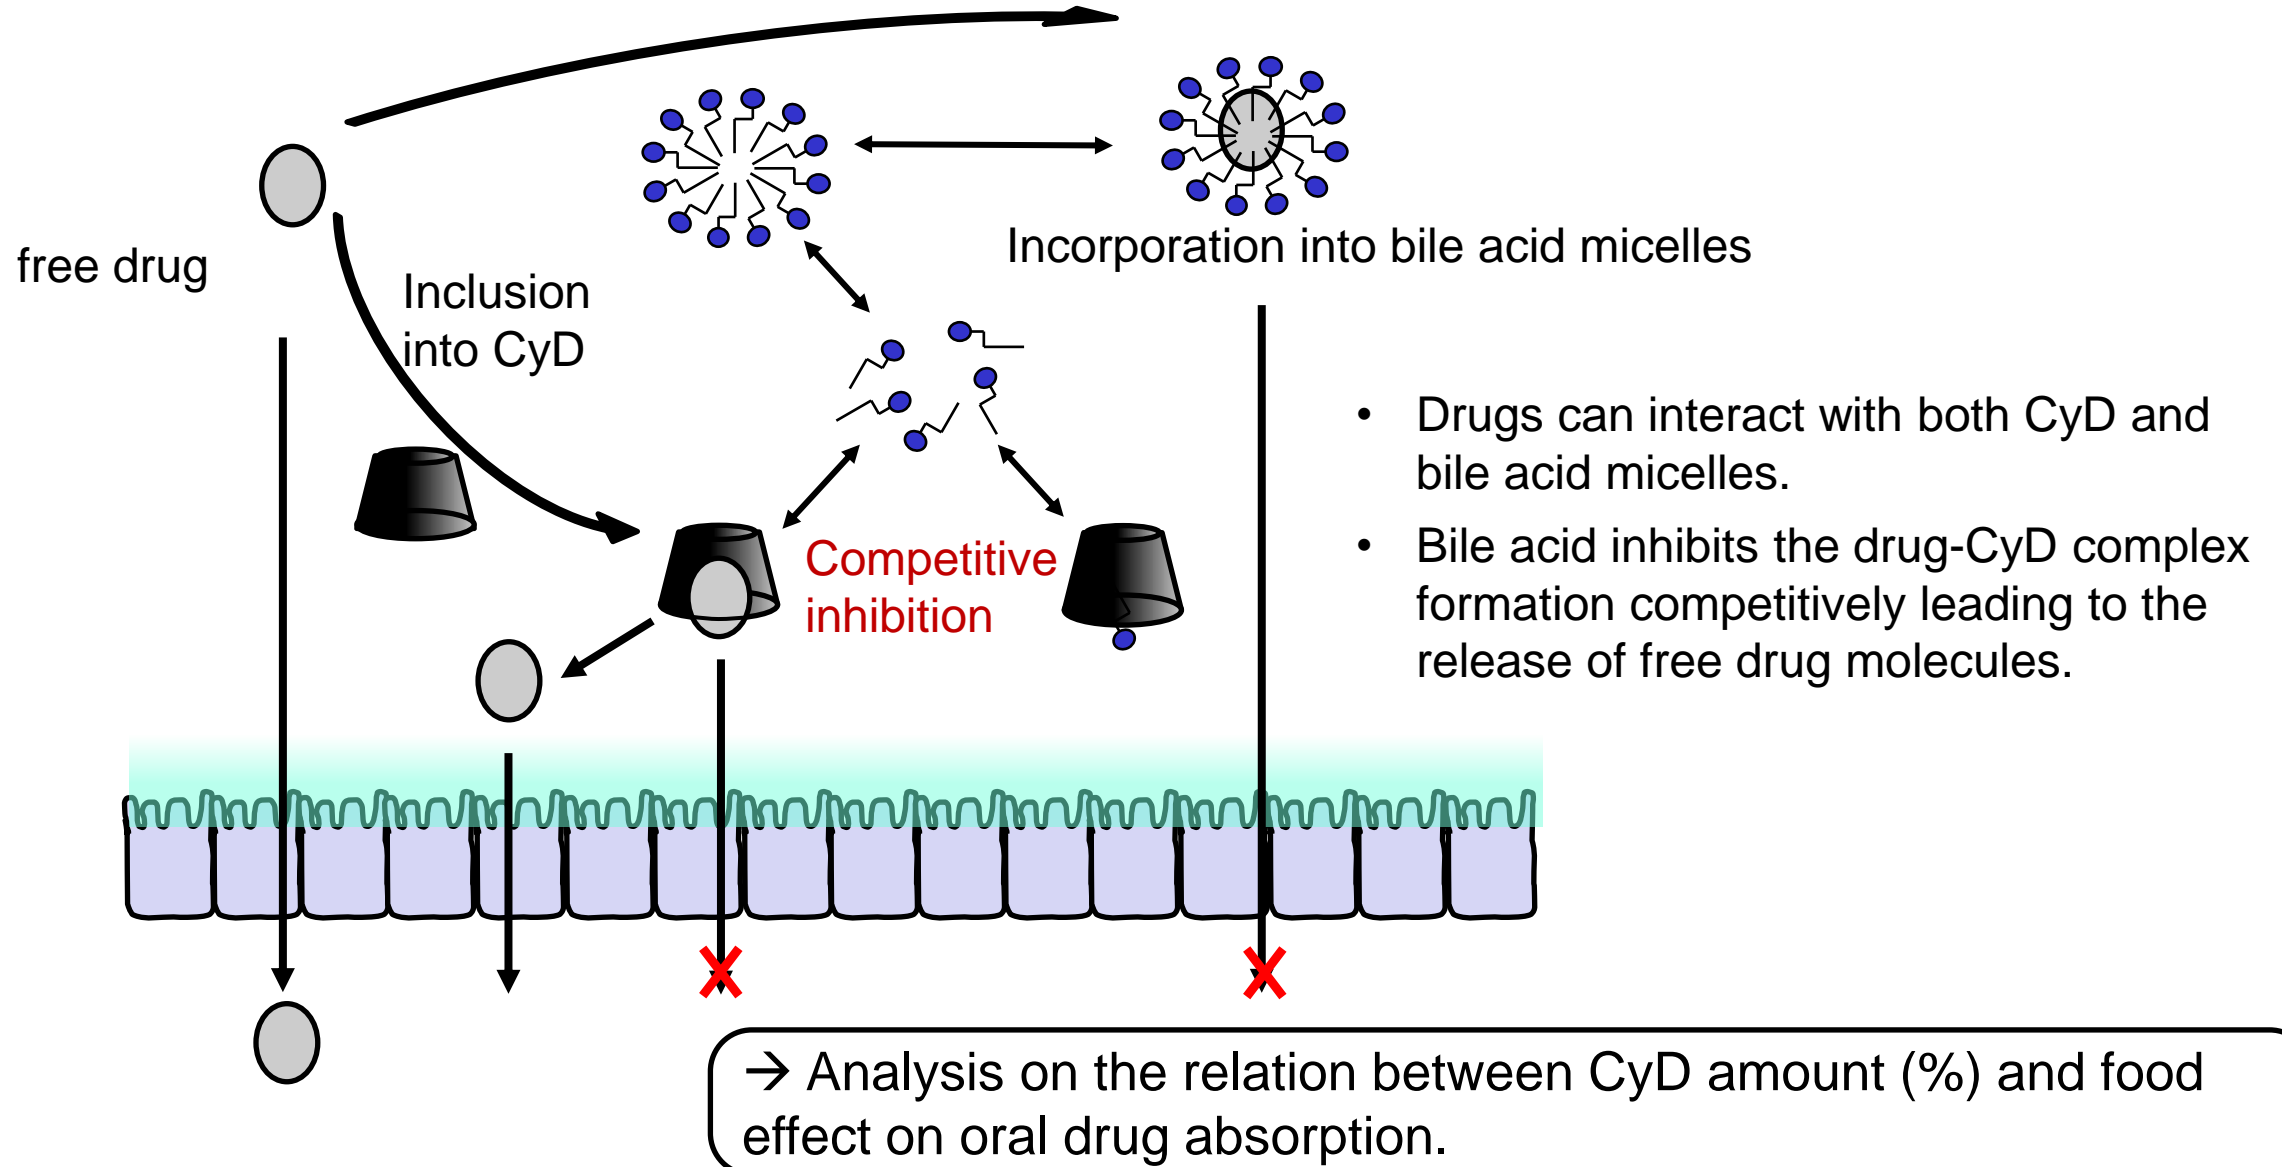 free drug
Inclusion
into CyD
Incorporation into bile acid micelles
Competitive
inhibition
• Drugs can interact with both CyD and
bile acid micelles.
• Bile acid inhibits the drug-CyD complex
formation competitively leading to the
release of free drug molecules.
→ Analysis on the relation between CyD amount (%) and food
effect on oral drug absorption.